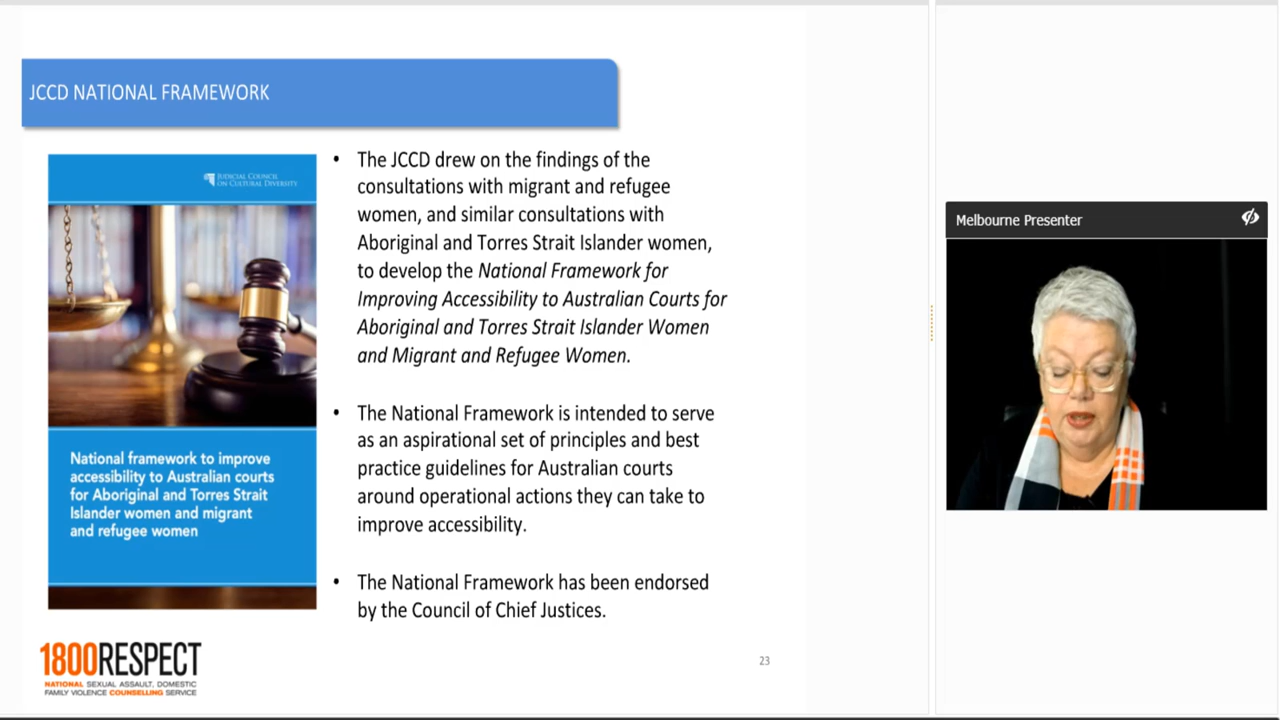 JCCD NATIONAL FRAMEWORK
JUDICIAL COUNCIL
ON CULTURAL DIVERSITY
National framework to improve
accessibility to Australian courts
for Aboriginal and Torres Strait
Islander women and migrant
and refugee women
• The JCCD drew on the findings of the
consultations with migrant and refugee
women, and similar consultations with
Aboriginal and Torres Strait Islander women,
to develop the National Framework for
Improving Accessibility to Australian Courts for
Aboriginal and Torres Strait Islander Women
and Migrant and Refugee Women.
• The National Framework is intended to serve
as an aspirational set of principles and best
practice guidelines for Australian courts
around operational actions they can take to
improve accessibility.
• The National Framework has been endorsed
by the Council of Chief Justices.
1800RESPECT
NATIONAL SEXUAL ASSAULT, DOMESTIC
FAMILY VIOLENCE COUNSELLING SERVICE
23
Melbourne Presenter